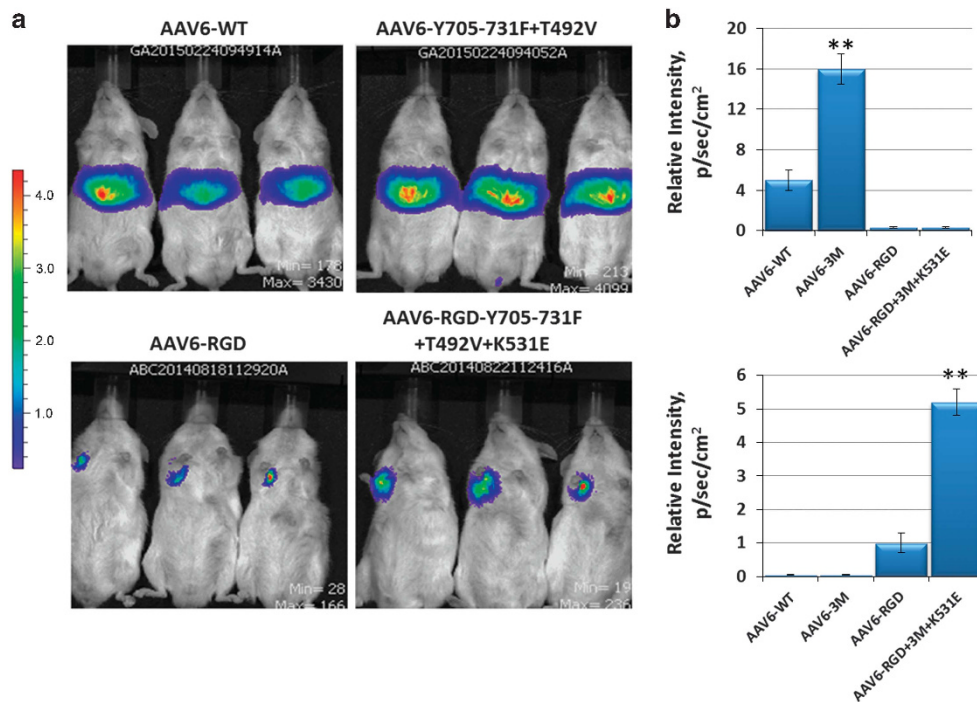 a
AAV6-WT
GA20150224094914A
Min= 178
Max= 3430
AAV6-Y705-731F+T492V
GA20150224094052A
Min= 213
Max= 4099
4.0
3.0
2.0
1.0
AAV6-RGD
ABC20140818112920A
Min= 28
Max= 166
AAV6-RGD-Y705-731F
+T492V+K531E
ABC20140822112416A
Min= 19
Max= 236
b
Relative Intensity,
p/sec/cm²
20
16
12
8
4
0
**
AAV6-WT
AAV6-3M
AAV6-RGD
AAV6-RGD+3M+K531E
Relative Intensity,
p/sec/cm²
6
5
4
3
2
1
0
**
AAV6-WT
AAV6-3M
AAV6-RGD
AAV6-RGD+3M+K531E